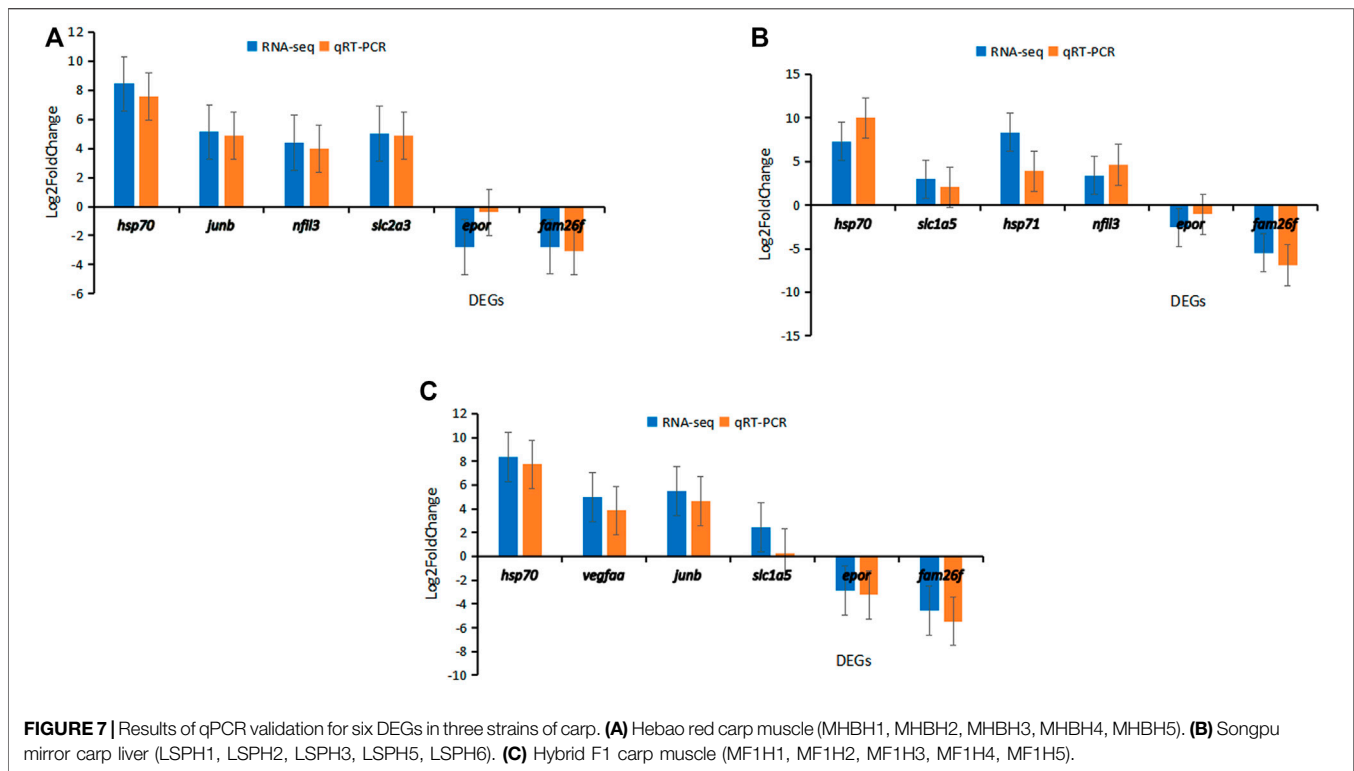 A
RNA-seq qRT-PCR
12
10
8
6
4
2
0
-2
-4
-6
Log2FoldChange
hsp70 junb nfil3 slc2a3 epor fam26f
DEGs
B
RNA-seq qRT-PCR
15
10
5
0
-5
-10
-15
Log2FoldChange
hsp70 slc1a5 hsp71 nfil3 epor fam26f
DEGs
C
RNA-seq qRT-PCR
12
10
8
6
4
2
0
-2
-4
-6
-8
-10
Log2FoldChange
hsp70 vegfaa junb slc1a5 epor fam26f
DEGs
FIGURE 7 | Results of qPCR validation for six DEGs in three strains of carp. (A) Hebao red carp muscle (MHBH1, MHBH2, MHBH3, MHBH4, MHBH5). (B) Songpu
mirror carp liver (LSPH1, LSPH2, LSPH3, LSPH5, LSPH6). (C) Hybrid F1 carp muscle (MF1H1, MF1H2, MF1H3, MF1H4, MF1H5).